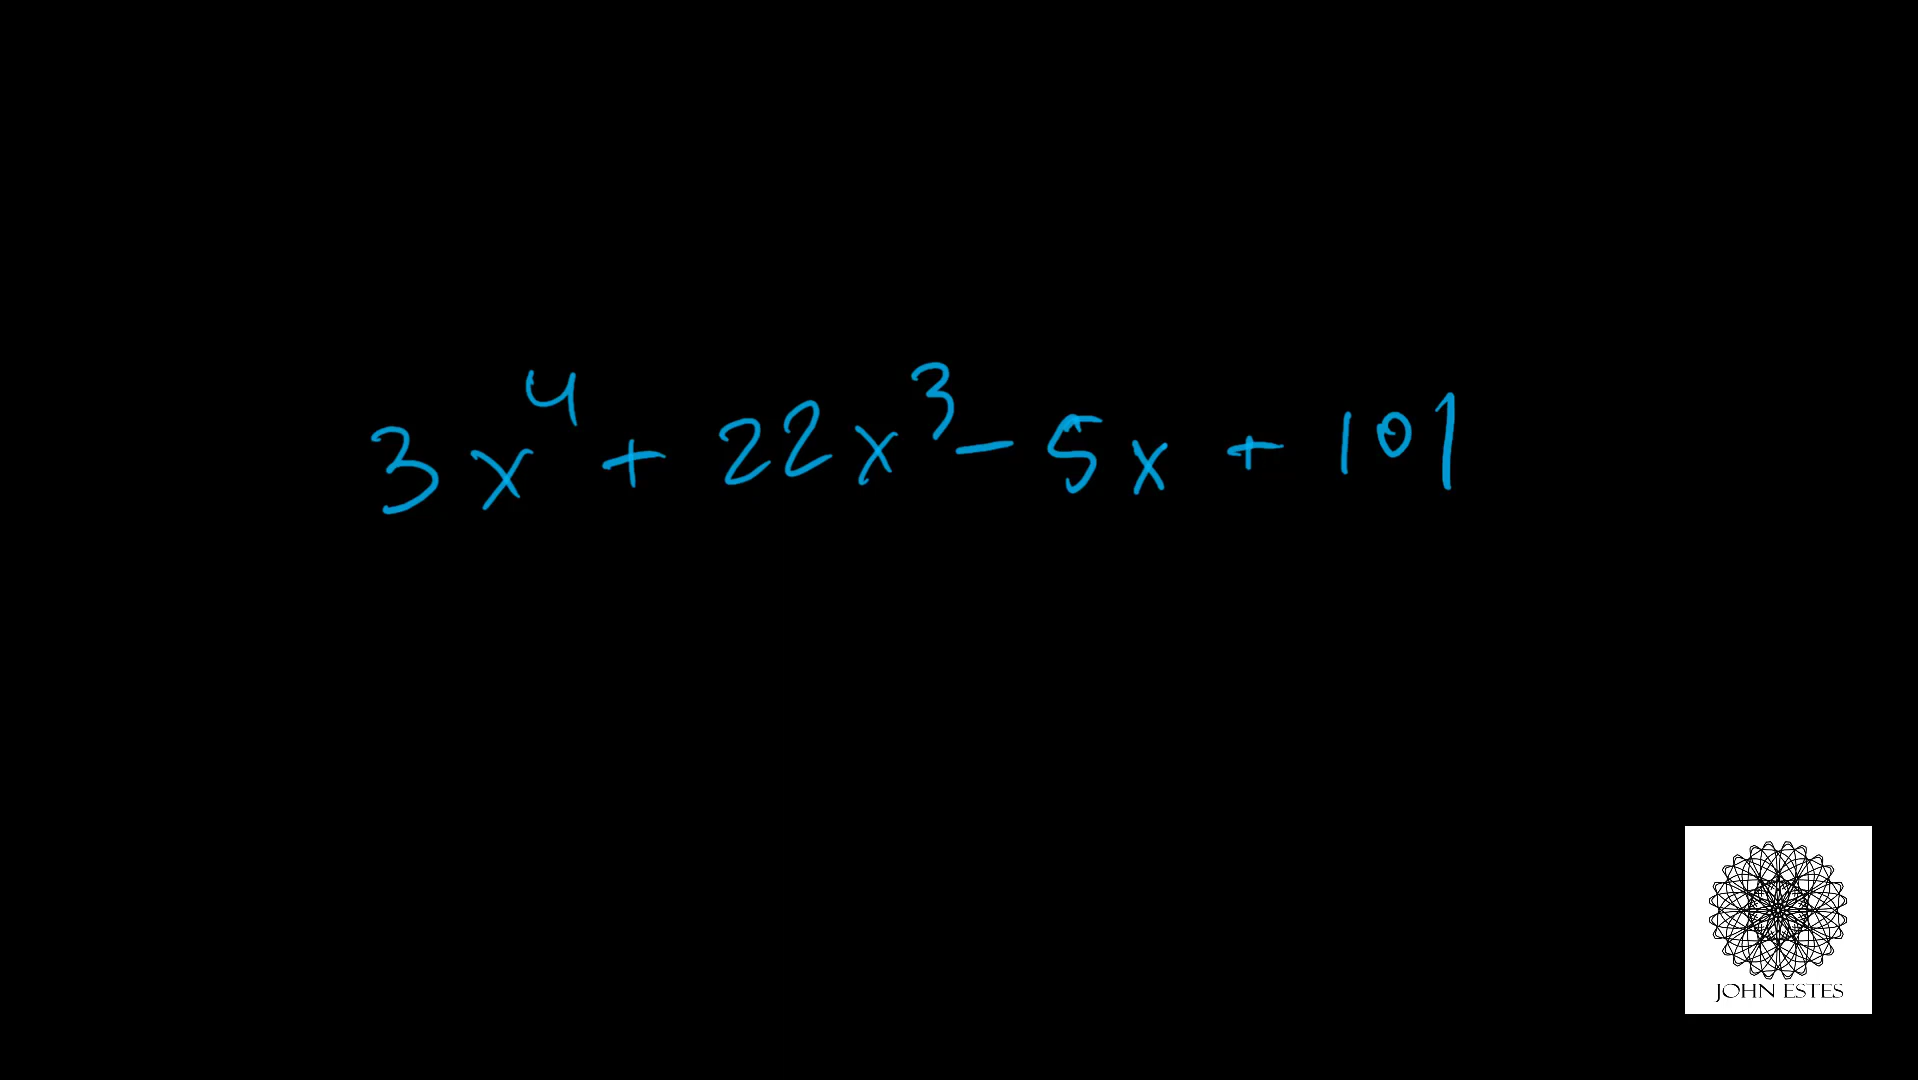 3x⁴ + 22x³ - 5x + 101
JOHN ESTES